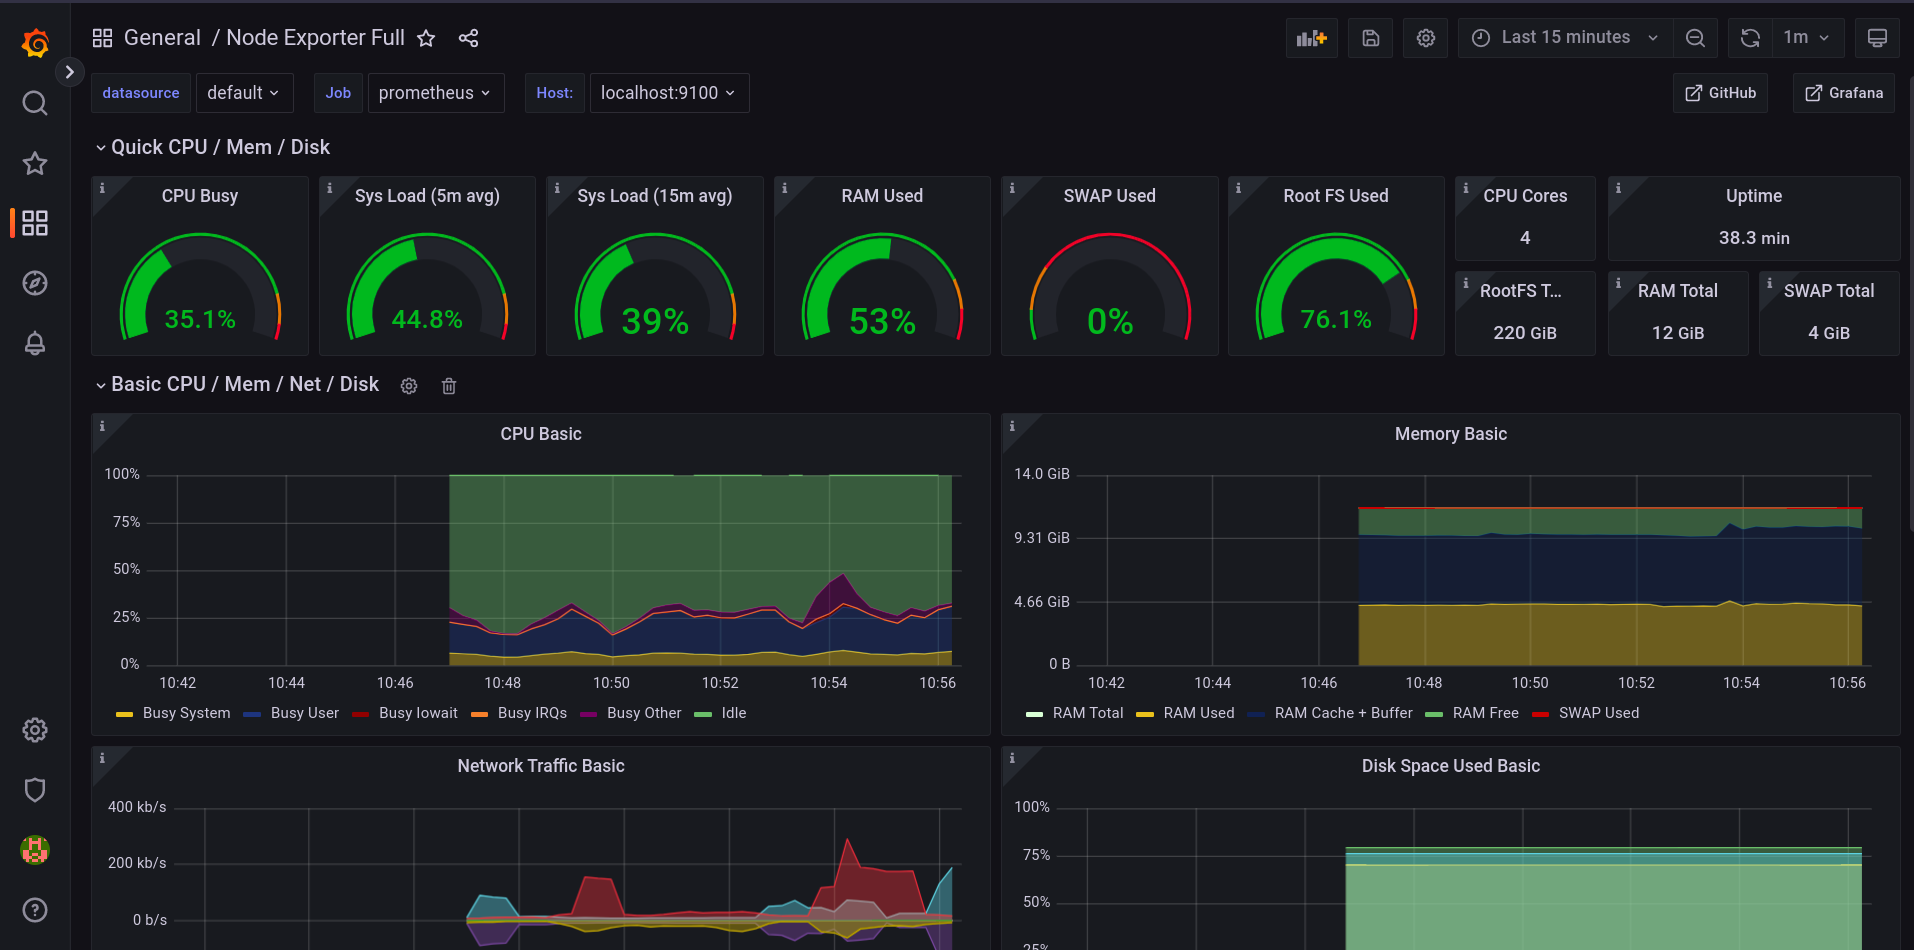 General / Node Exporter Full
Last 15 minutes
1m
datasource default Job prometheus Host: localhost:9100
GitHub
Grafana
Quick CPU / Mem / Disk
CPU Busy
35.1%
Sys Load (5m avg)
44.8%
Sys Load (15m avg)
39%
RAM Used
53%
SWAP Used
0%
Root FS Used
76.1%
CPU Cores
4
Uptime
38.3 min
RootFS T...
220 GiB
RAM Total
12 GiB
SWAP Total
4 GiB
Basic CPU / Mem / Net / Disk
CPU Basic
100%
75%
50%
25%
0%
10:42 10:44 10:46 10:48 10:50 10:52 10:54 10:56
Busy System Busy User Busy Iowait Busy IRQs Busy Other Idle
Memory Basic
14.0 GiB
9.31 GiB
4.66 GiB
0 B
10:42 10:44 10:46 10:48 10:50 10:52 10:54 10:56
RAM Total RAM Used RAM Cache + Buffer RAM Free SWAP Used
Network Traffic Basic
400 kb/s
200 kb/s
0 b/s
Disk Space Used Basic
100%
75%
50%
25%